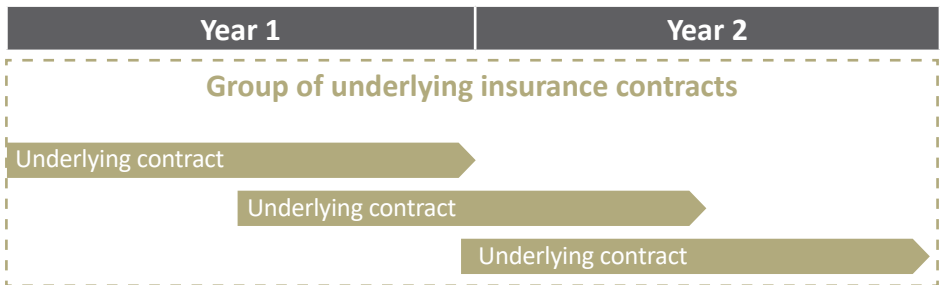 Year 1
Year 2
Group of underlying insurance contracts
Underlying contract
Underlying contract
Underlying contract